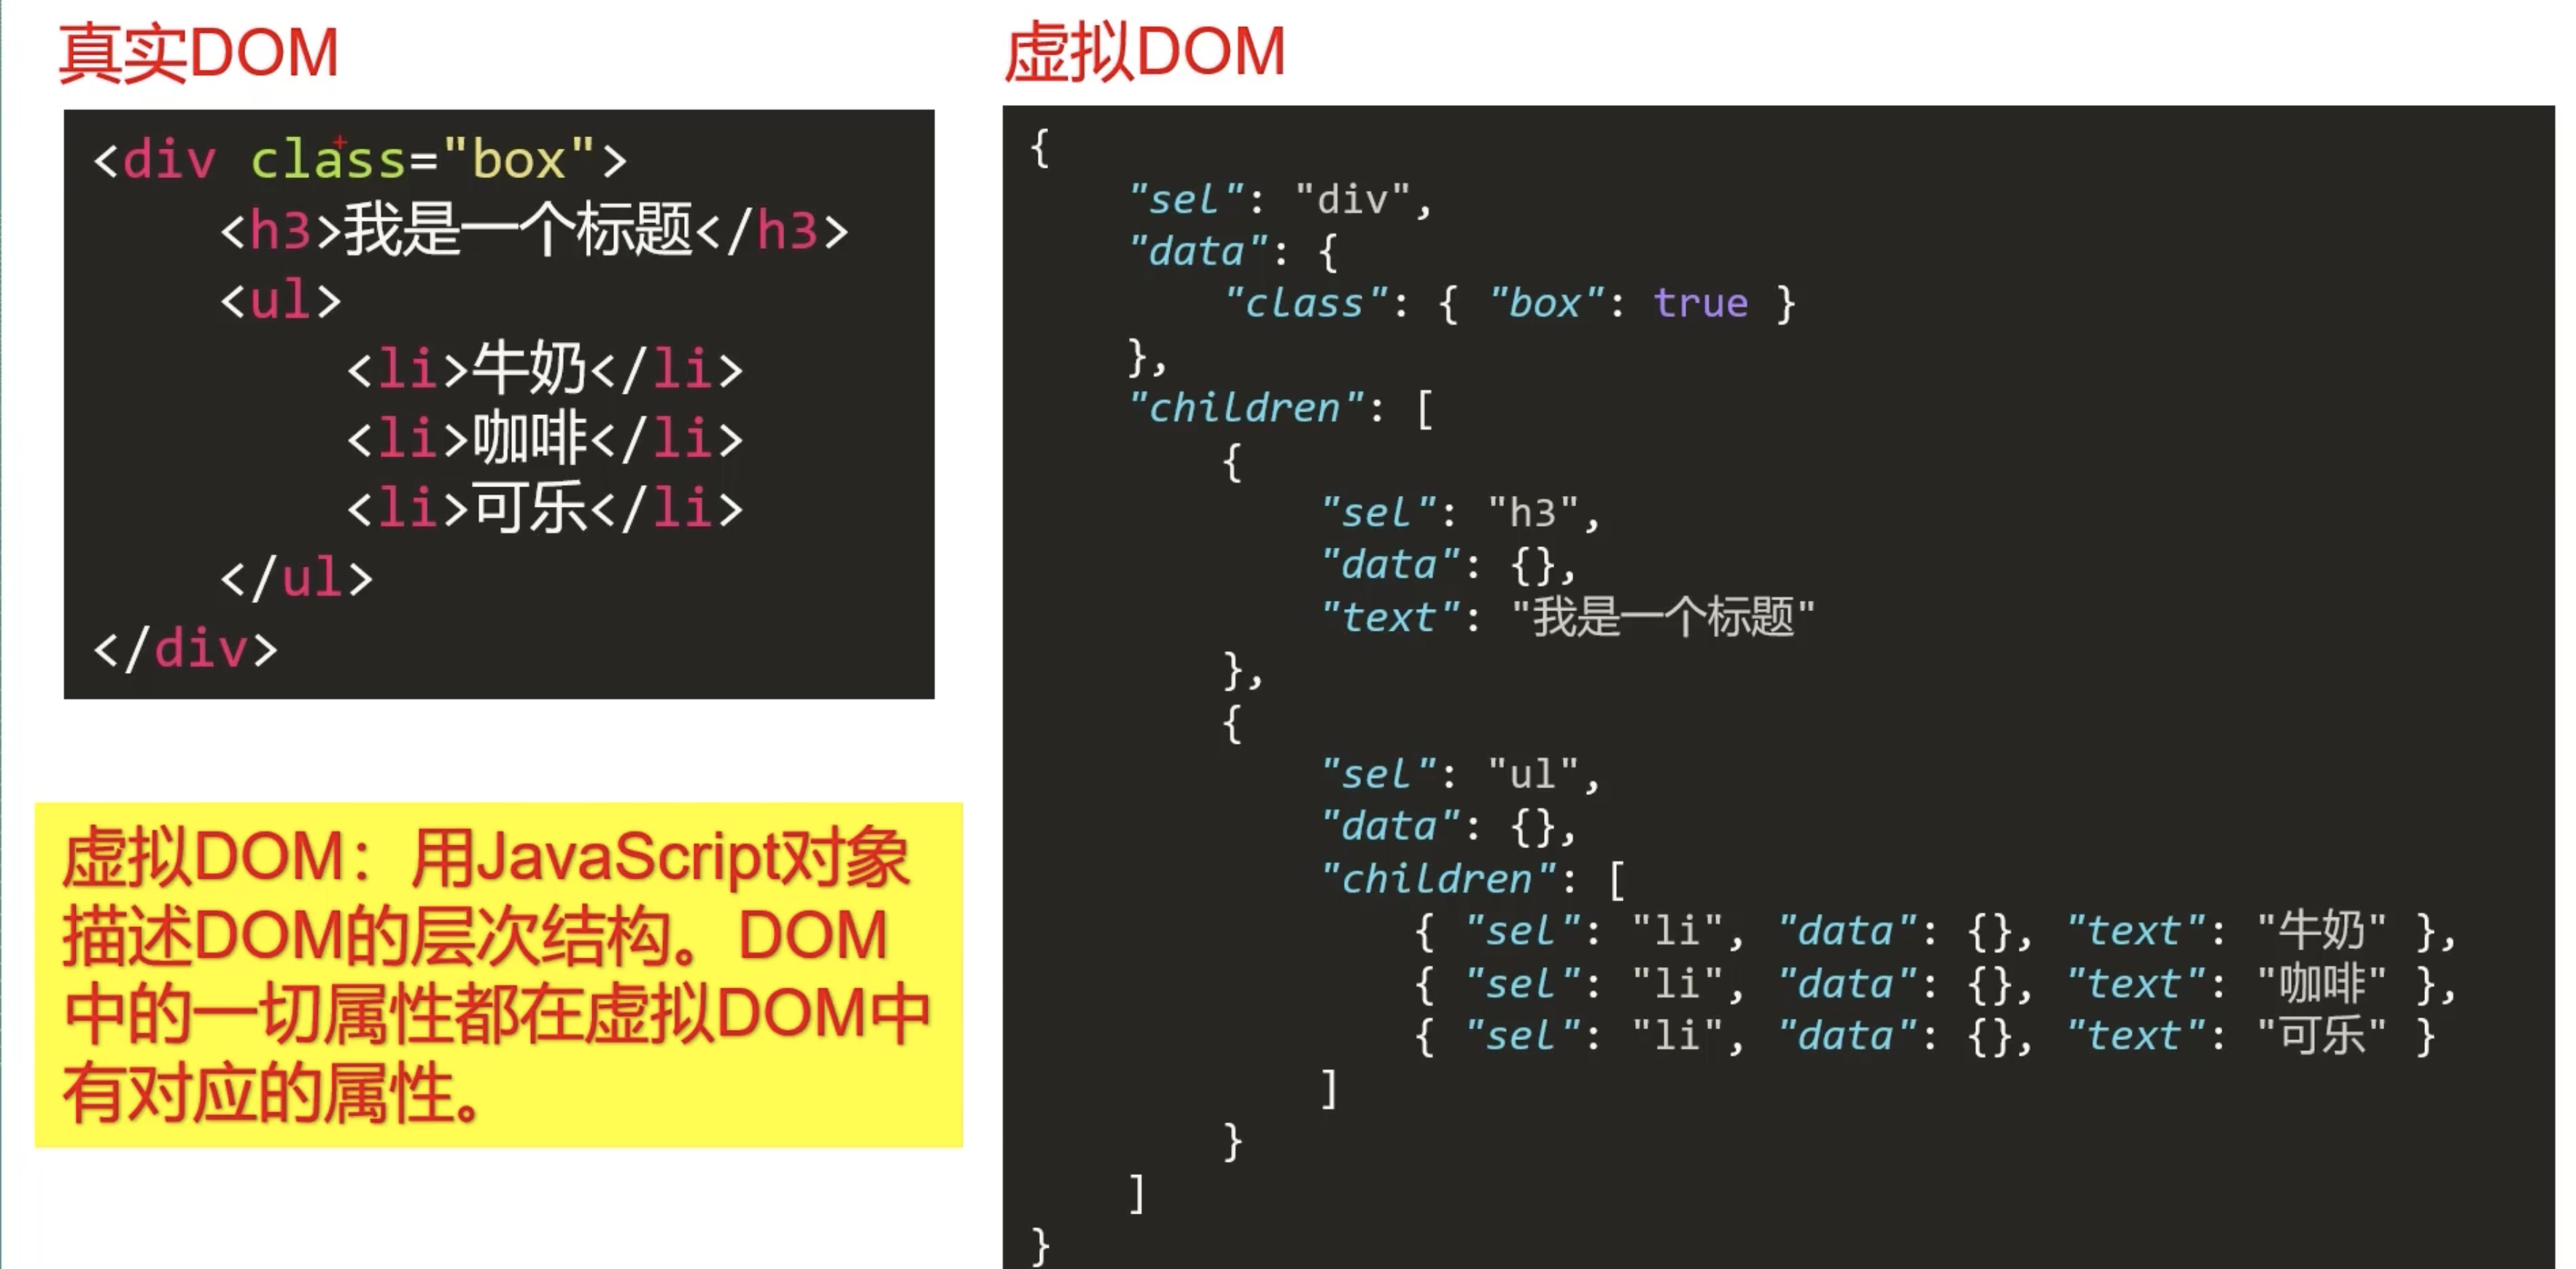 真实DOM
<div class="box">
<h3>我是一个标题</h3>
<ul>
<li>牛奶</li>
<li>咖啡</li>
<li>可乐</li>
</ul>
</div>
虚拟DOM：用JavaScript对象
描述DOM的层次结构。DOM
中的一切属性都在虚拟DOM中
有对应的属性。
虚拟DOM
{
"sel": "div",
"data": {
"class": { "box": true }
},
"children": [
{
"sel": "h3",
"data": {},
"text": "我是一个标题"
},
{
"sel": "ul",
"data": {},
"children": [
{ "sel": "li", "data": {}, "text": "牛奶" },
{ "sel": "li", "data": {}, "text": "咖啡" },
{ "sel": "li", "data": {}, "text": "可乐" }
]
}
]
}